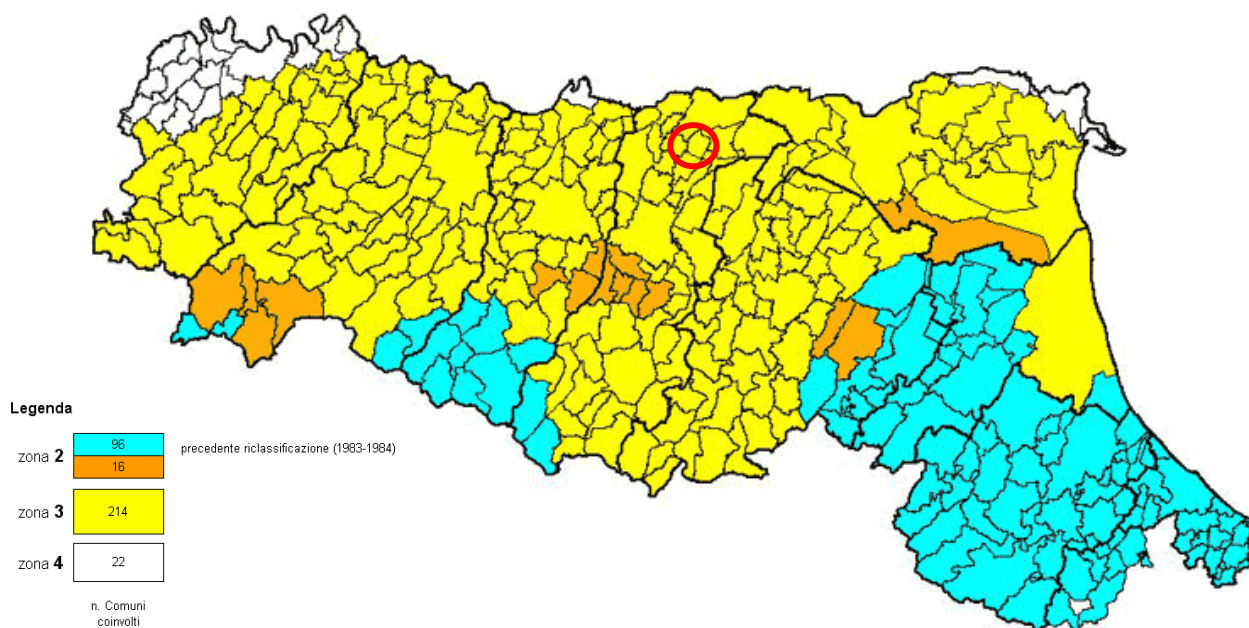 Legenda
zona 2
96
precedente riclassificazione (1983-1984)
16
zona 3
214
zona 4
22
n. Comuni
coinvolti